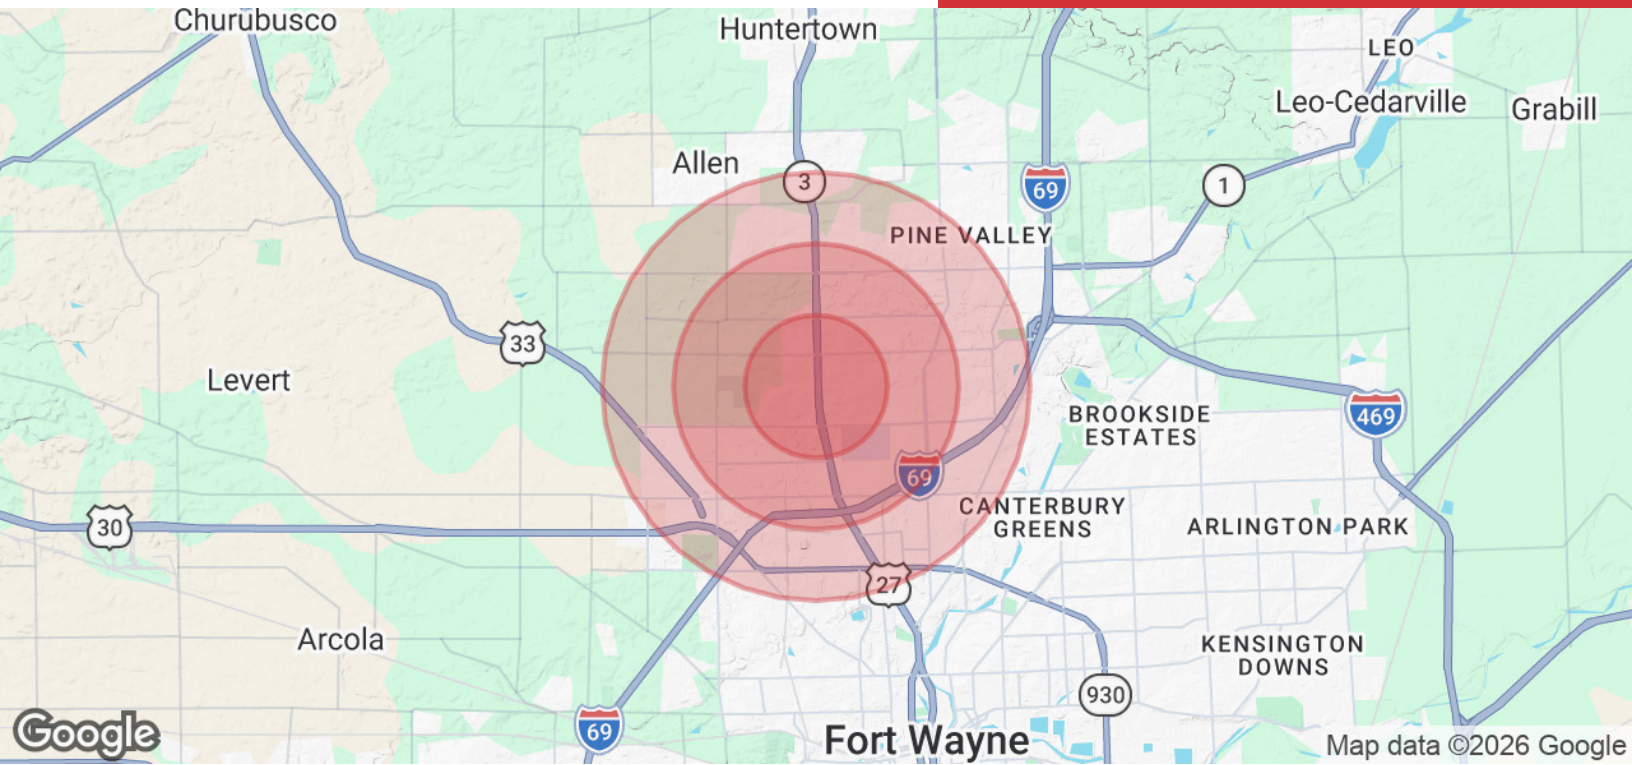 Churubusco
Huntertown
LEO
Leo-Cedarville
Grabill
Allen
3
69
1
PINE VALLEY
33
Levert
BROOKSIDE
ESTATES
469
69
CANTERBURY
GREENS
30
ARLINGTON PARK
27
Arcola
KENSINGTON
DOWNS
930
69
Google
Fort Wayne
Map data ©2026 Google